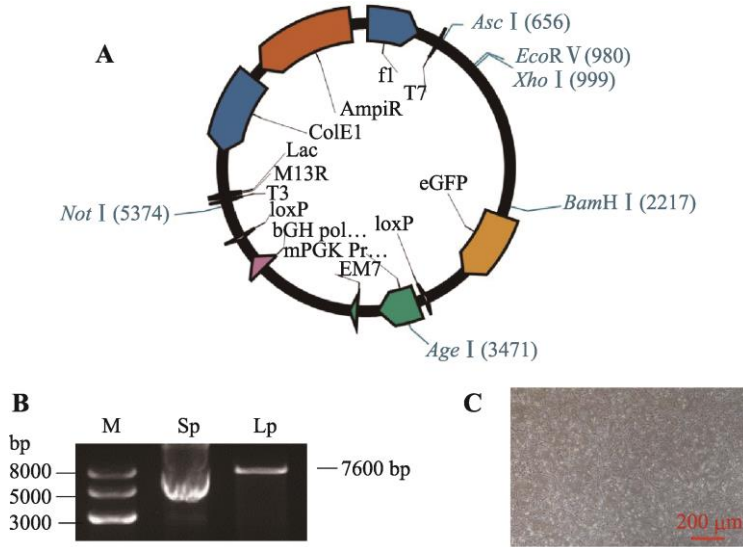 A
Asc I (656)
EcoR V (980)
Xho I (999)
f1
T7
AmpiR
ColE1
Lac
M13R
T3
loxP
bGH pol…
mPGK Pr…
EM7
eGFP
loxP
Not I (5374)
BamH I (2217)
Age I (3471)
B
M Sp Lp
bp
8000
5000
3000
7600 bp
C
200 μm